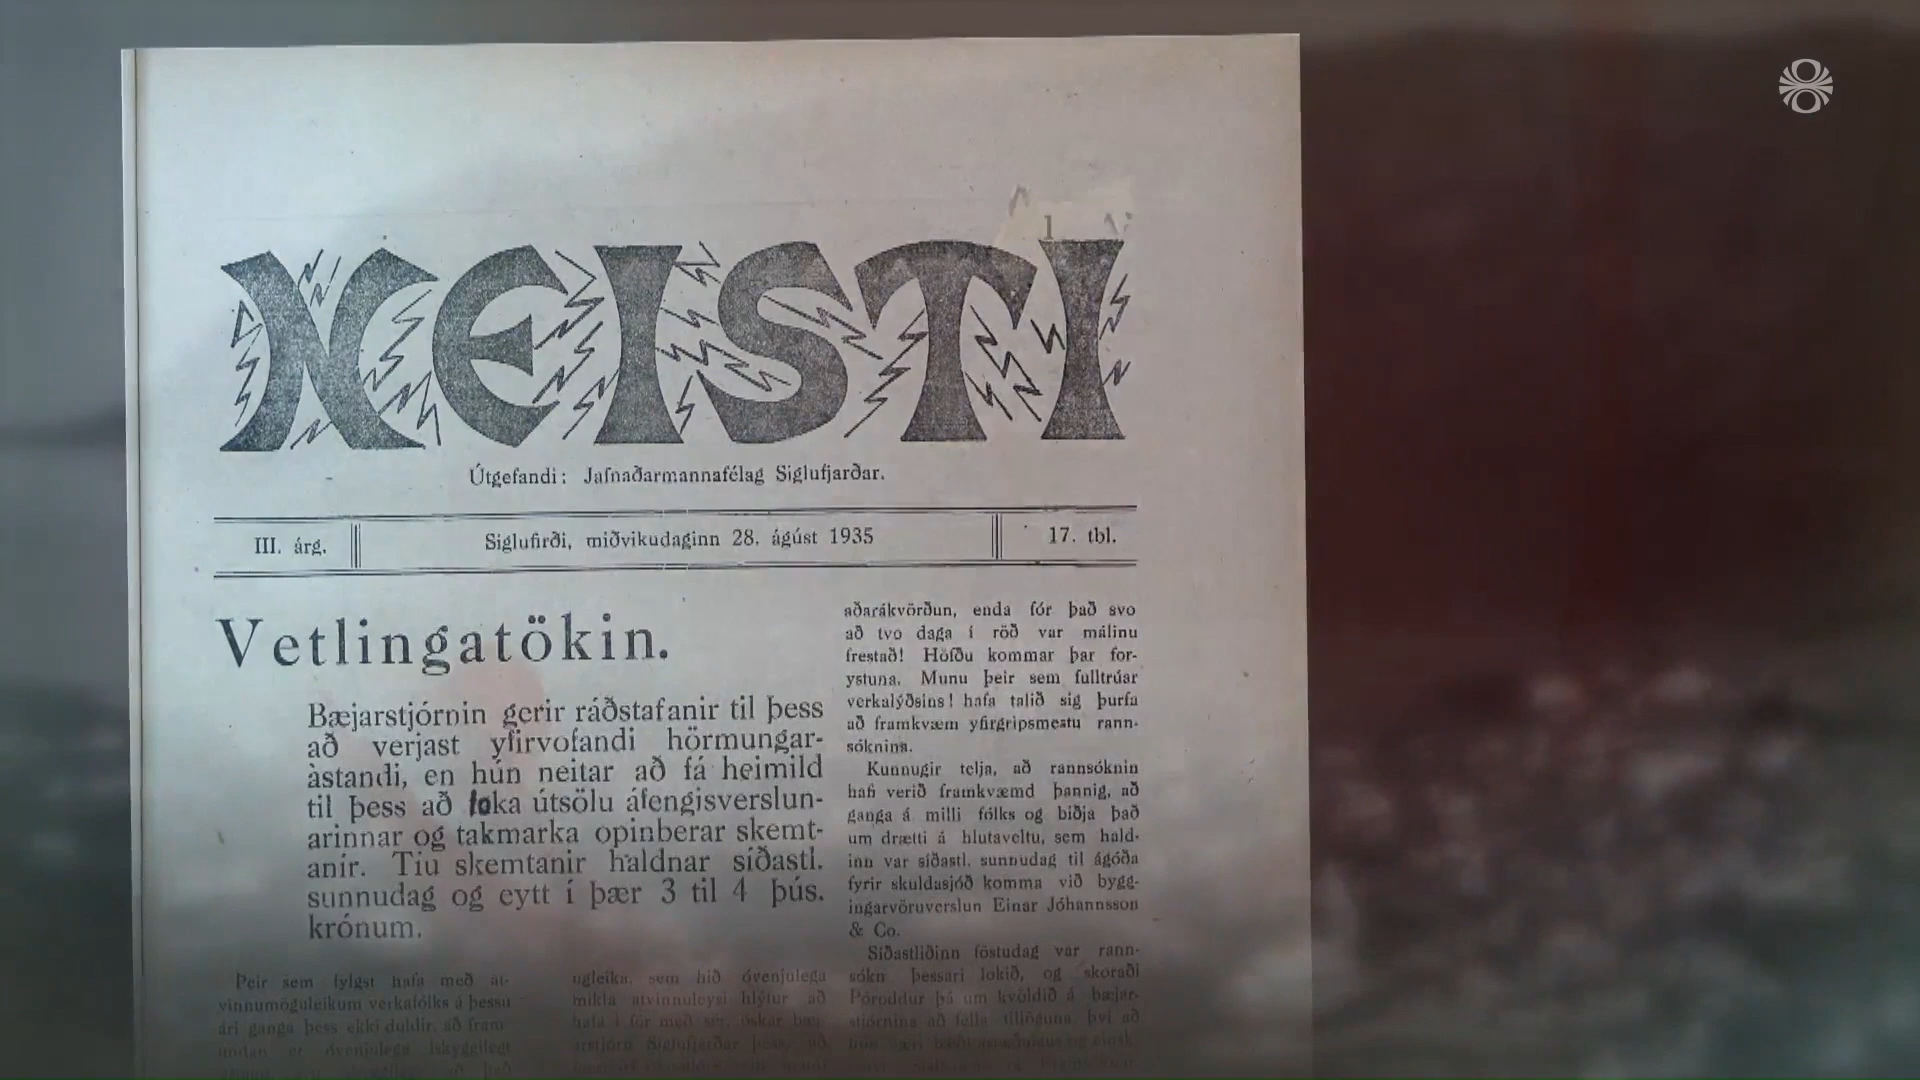 NEISTI
Útgefandi: Jafnaðarmannafélag Siglufjarðar.
III. árg.
Siglufirði, miðvikudaginn 28. ágúst 1935
17. tbl.
Vetlingatökin.
Bæjarstjórnin gerir ráðstafanir til þess
að verjast yfirvofandi hörmungar-
àstandi, en hún neitar að fá heimild
til þess að loka útsölu áfengisverslun-
arinnar og takmarka opinberar skemt-
anir. Tíu skemtanir haldnar síðastl.
sunnudag og eytt í þær 3 til 4 þús.
krónum.
Þeir sem fylgst hafa með at-
vinnumöguleikum verkafólks á þessu
ári ganga þess ekki duldir, að fram-
undan er óvenjulega ískyggilegt
ugleika, sem hið óvenjulega
mikla atvinnuleysi hlýtur að
hafa í för með sér, óskar bæj-
arstjórn Siglufjarðar þess, að
aðarákvörðun, enda fór það svo
að tvo daga í röð var málinu
frestað! Höfðu kommar þar for-
ystuna. Munu þeir sem fulltrúar
verkalýðsins! hafa talið sig þurfa
að framkvæm yfirgripsmestu rann-
sóknina.
Kunnugir telja, að rannsóknin
hafi verið framkvæmd þannig, að
ganga á milli fólks og biðja það
um drætti á hlutaveltu, sem hald-
inn var síðastl. sunnudag til ágóða
fyrir skuldasjóð komma við bygg-
ingarvöruverslun Einar Jóhannsson
& Co.
Síðastliðinn föstudag var rann-
sókn þessari lokið, og skoraði
Þóroddur þá um kvöldið á bæjar-
stjórnina að fella tillöguna, því að